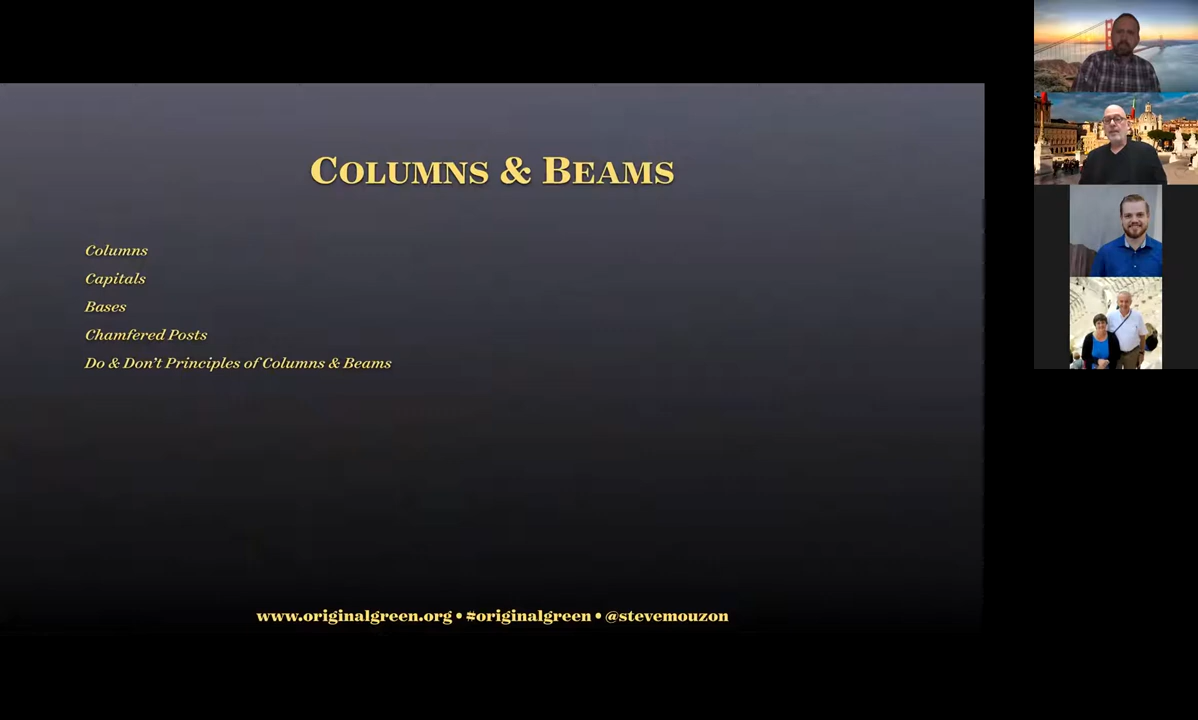 COLUMNS & BEAMS
Columns
Capitals
Bases
Chamfered Posts
Do & Don't Principles of Columns & Beams
www.originalgreen.org • #originalgreen • @stevemouzon